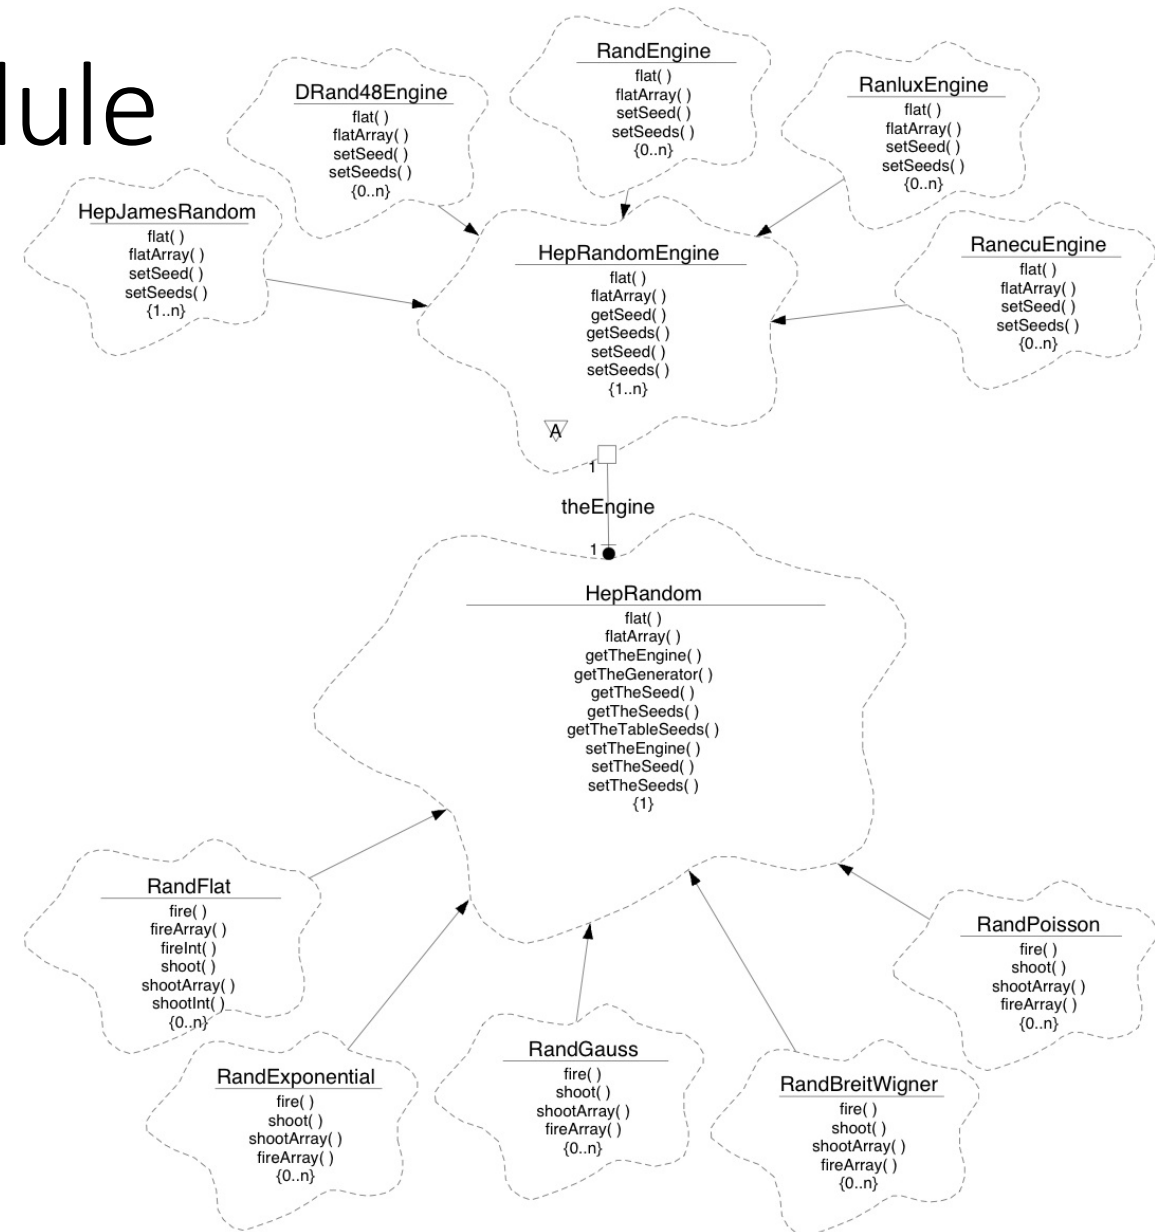 dule
RandEngine
flat( )
flatArray( )
setSeed( )
setSeeds( )
{0..n}
DRand48Engine
flat( )
flatArray( )
setSeed( )
setSeeds( )
{0..n}
RanluxEngine
flat( )
flatArray( )
setSeed( )
setSeeds( )
{0..n}
HepJamesRandom
flat( )
flatArray( )
setSeed( )
setSeeds( )
{1..n}
HepRandomEngine
flat( )
flatArray( )
getSeed( )
getSeeds( )
setSeed( )
setSeeds( )
{1..n}
RanecuEngine
flat( )
flatArray( )
setSeed( )
setSeeds( )
{0..n}
A
1
theEngine
1
HepRandom
flat( )
flatArray( )
getTheEngine( )
getTheGenerator( )
getTheSeed( )
getTheSeeds( )
getTheTableSeeds( )
setTheEngine( )
setTheSeed( )
setTheSeeds( )
{1}
RandFlat
fire( )
fireArray( )
fireInt( )
shoot( )
shootArray( )
shootInt( )
{0..n}
RandPoisson
fire( )
shoot( )
shootArray( )
fireArray( )
{0..n}
RandExponential
fire( )
shoot( )
shootArray( )
fireArray( )
{0..n}
RandGauss
fire( )
shoot( )
shootArray( )
fireArray( )
{0..n}
RandBreitWigner
fire( )
shoot( )
shootArray( )
fireArray( )
{0..n}